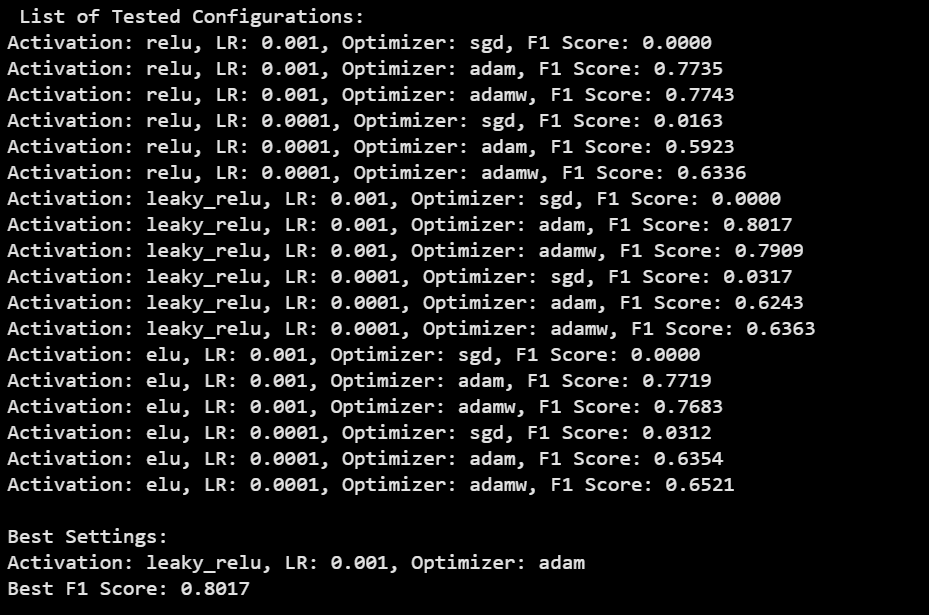 List of Tested Configurations:
Activation: relu, LR: 0.001, Optimizer: sgd, F1 Score: 0.0000
Activation: relu, LR: 0.001, Optimizer: adam, F1 Score: 0.7735
Activation: relu, LR: 0.001, Optimizer: adamw, F1 Score: 0.7743
Activation: relu, LR: 0.0001, Optimizer: sgd, F1 Score: 0.0163
Activation: relu, LR: 0.0001, Optimizer: adam, F1 Score: 0.5923
Activation: relu, LR: 0.0001, Optimizer: adamw, F1 Score: 0.6336
Activation: leaky_relu, LR: 0.001, Optimizer: sgd, F1 Score: 0.0000
Activation: leaky_relu, LR: 0.001, Optimizer: adam, F1 Score: 0.8017
Activation: leaky_relu, LR: 0.001, Optimizer: adamw, F1 Score: 0.7909
Activation: leaky_relu, LR: 0.0001, Optimizer: sgd, F1 Score: 0.0317
Activation: leaky_relu, LR: 0.0001, Optimizer: adam, F1 Score: 0.6243
Activation: leaky_relu, LR: 0.0001, Optimizer: adamw, F1 Score: 0.6363
Activation: elu, LR: 0.001, Optimizer: sgd, F1 Score: 0.0000
Activation: elu, LR: 0.001, Optimizer: adam, F1 Score: 0.7719
Activation: elu, LR: 0.001, Optimizer: adamw, F1 Score: 0.7683
Activation: elu, LR: 0.0001, Optimizer: sgd, F1 Score: 0.0312
Activation: elu, LR: 0.0001, Optimizer: adam, F1 Score: 0.6354
Activation: elu, LR: 0.0001, Optimizer: adamw, F1 Score: 0.6521
Best Settings:
Activation: leaky_relu, LR: 0.001, Optimizer: adam
Best F1 Score: 0.8017